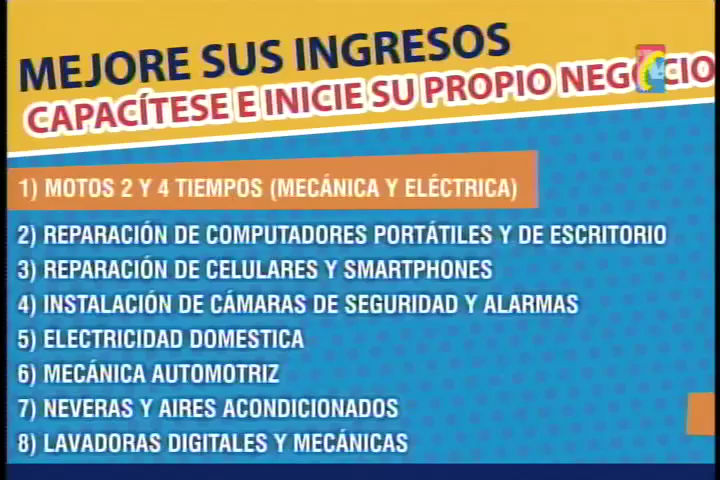 MEJORE SUS INGRESOS
CAPACÍTESE E INICIE SU PROPIO NEGOCIO
1) MOTOS 2 Y 4 TIEMPOS (MECÁNICA Y ELÉCTRICA)
2) REPARACIÓN DE COMPUTADORES PORTÁTILES Y DE ESCRITORIO
3) REPARACIÓN DE CELULARES Y SMARTPHONES
4) INSTALACIÓN DE CÁMARAS DE SEGURIDAD Y ALARMAS
5) ELECTRICIDAD DOMESTICA
6) MECÁNICA AUTOMOTRIZ
7) NEVERAS Y AIRES ACONDICIONADOS
8) LAVADORAS DIGITALES Y MECÁNICAS